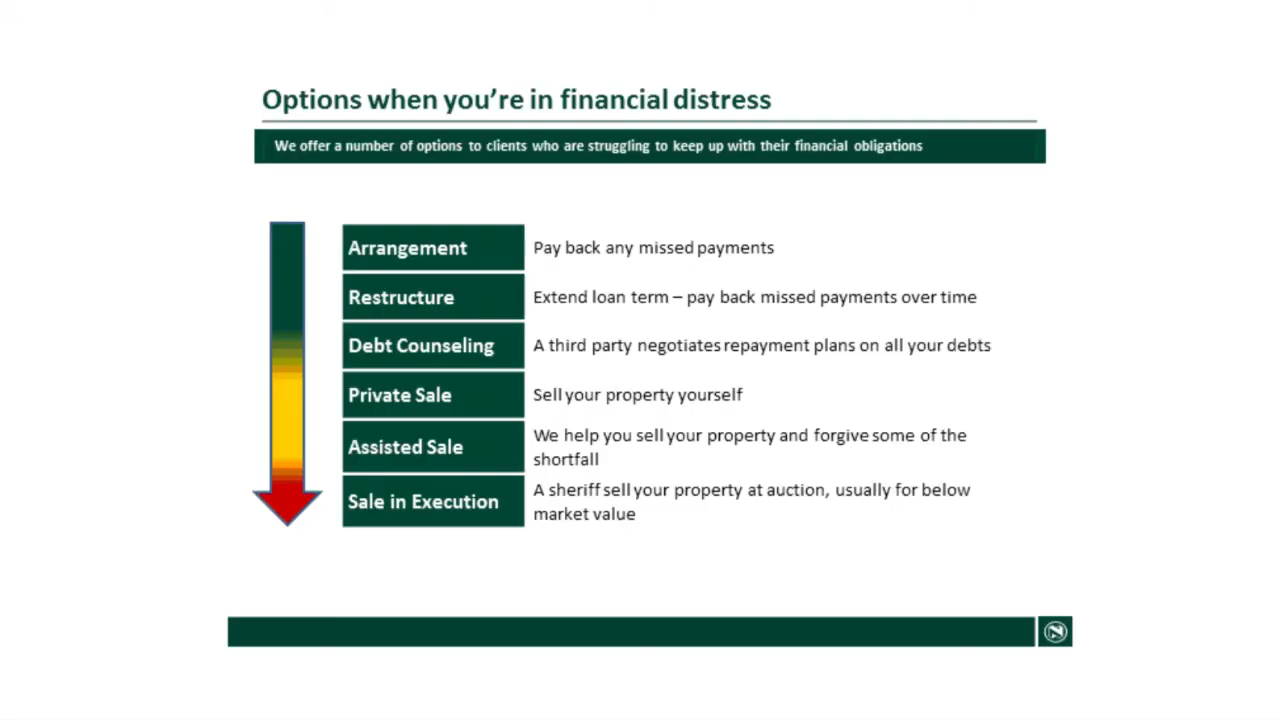 Options when you're in financial distress
We offer a number of options to clients who are struggling to keep up with their financial obligations
Arrangement
Pay back any missed payments
Restructure
Extend loan term – pay back missed payments over time
Debt Counseling
A third party negotiates repayment plans on all your debts
Private Sale
Sell your property yourself
Assisted Sale
We help you sell your property and forgive some of the
shortfall
Sale in Execution
A sheriff sell your property at auction, usually for below
market value